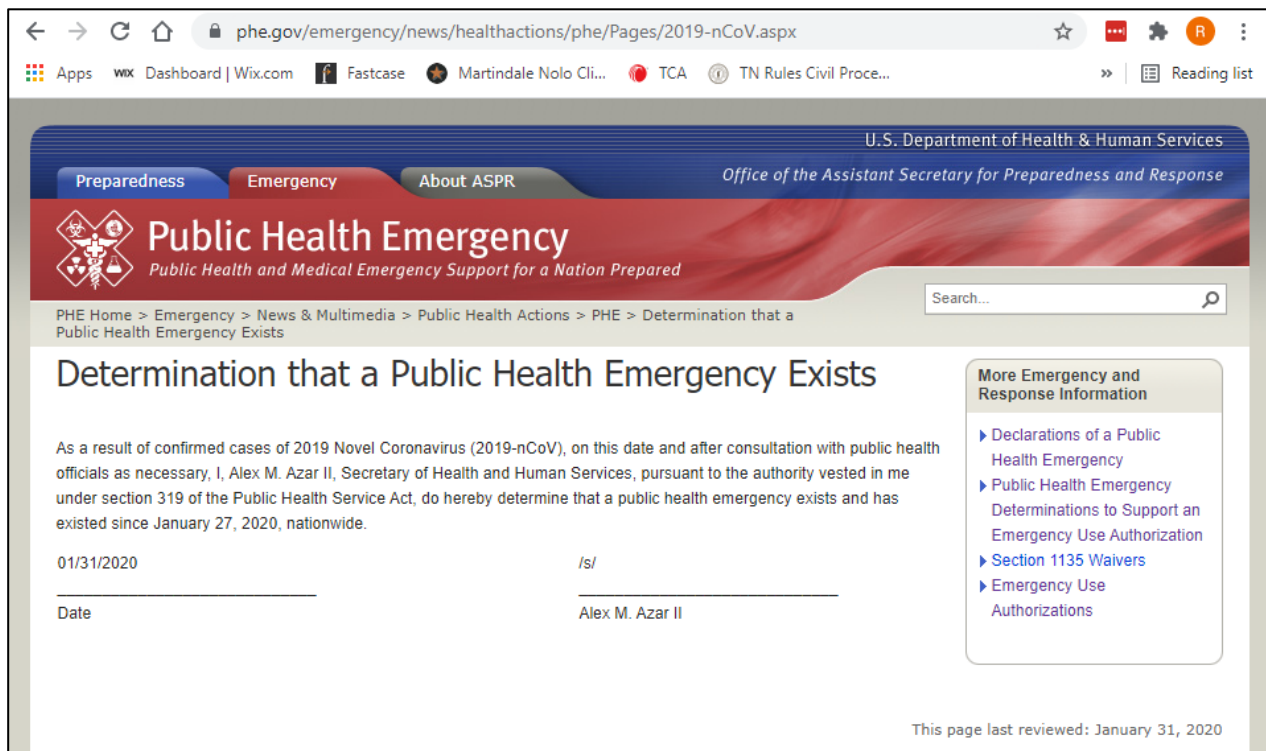 phe.gov/emergency/news/healthactions/phe/Pages/2019-nCoV.aspx
R
Apps WiX Dashboard | Wix.com f Fastcase Martindale Nolo Cli... TCA TN Rules Civil Proce... » Reading list
U.S. Department of Health & Human Services
Preparedness Emergency About ASPR Office of the Assistant Secretary for Preparedness and Response
Public Health Emergency
Public Health and Medical Emergency Support for a Nation Prepared
Search...
PHE Home > Emergency > News & Multimedia > Public Health Actions > PHE > Determination that a
Public Health Emergency Exists
Determination that a Public Health Emergency Exists
As a result of confirmed cases of 2019 Novel Coronavirus (2019-nCoV), on this date and after consultation with public health
officials as necessary, I, Alex M. Azar II, Secretary of Health and Human Services, pursuant to the authority vested in me
under section 319 of the Public Health Service Act, do hereby determine that a public health emergency exists and has
existed since January 27, 2020, nationwide.
01/31/2020 /s/
Date Alex M. Azar II
More Emergency and
Response Information
Declarations of a Public
Health Emergency
Public Health Emergency
Determinations to Support an
Emergency Use Authorization
Section 1135 Waivers
Emergency Use
Authorizations
This page last reviewed: January 31, 2020